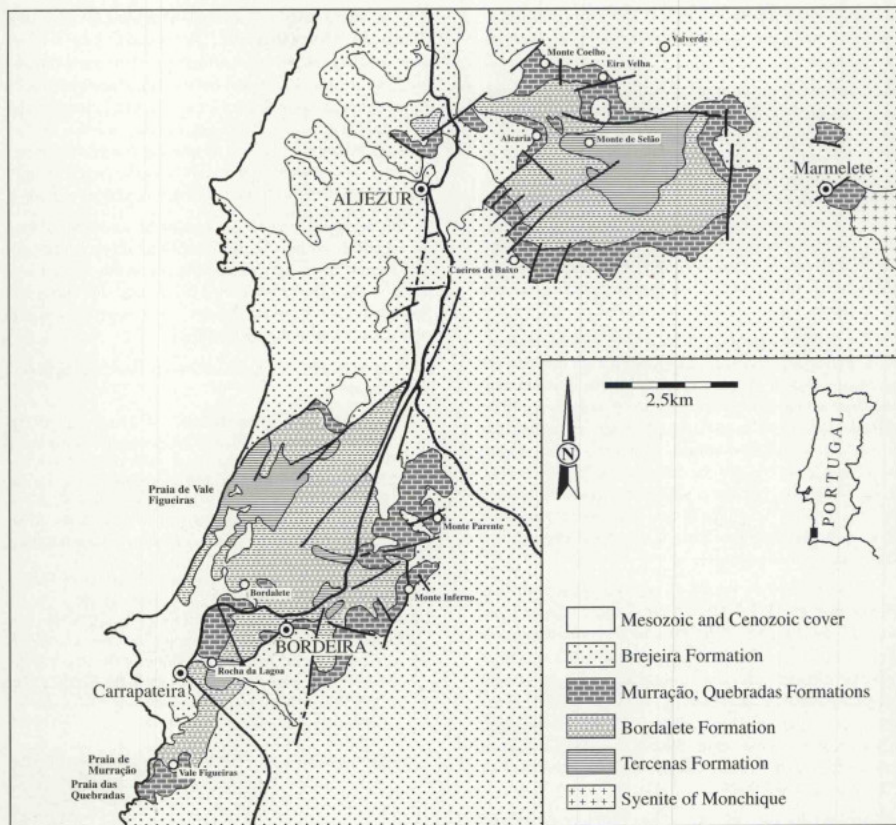 Monte Coelho
Valverde
Eira Velha
Alcaria
Monte de Sefão
Marmelete
ALJEZUR
Caeiros de Baixo
2,5km
N
PORTUGAL
Praia de Vale
Figueiras
Monte Parente
Bordalete
Monte Inferno
BORDEIRA
Rocha da Lagoa
Carrapateira
Praia de
Murração
Vale Figueiras
Praia das
Quebradas
Mesozoic and Cenozoic cover
Brejeira Formation
Murração, Quebradas Formations
Bordalete Formation
Tercenas Formation
Syenite of Monchique